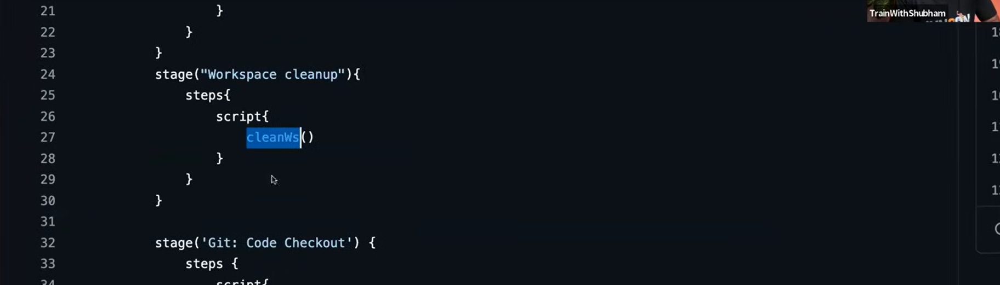 21 }
TrainWithShubham
22 }
23 }
24 stage("Workspace cleanup"){
25 steps{
26 script{
27 cleanWs()
28 }
29 }
30 }
31
32 stage('Git: Code Checkout') {
33 steps {
34 script{